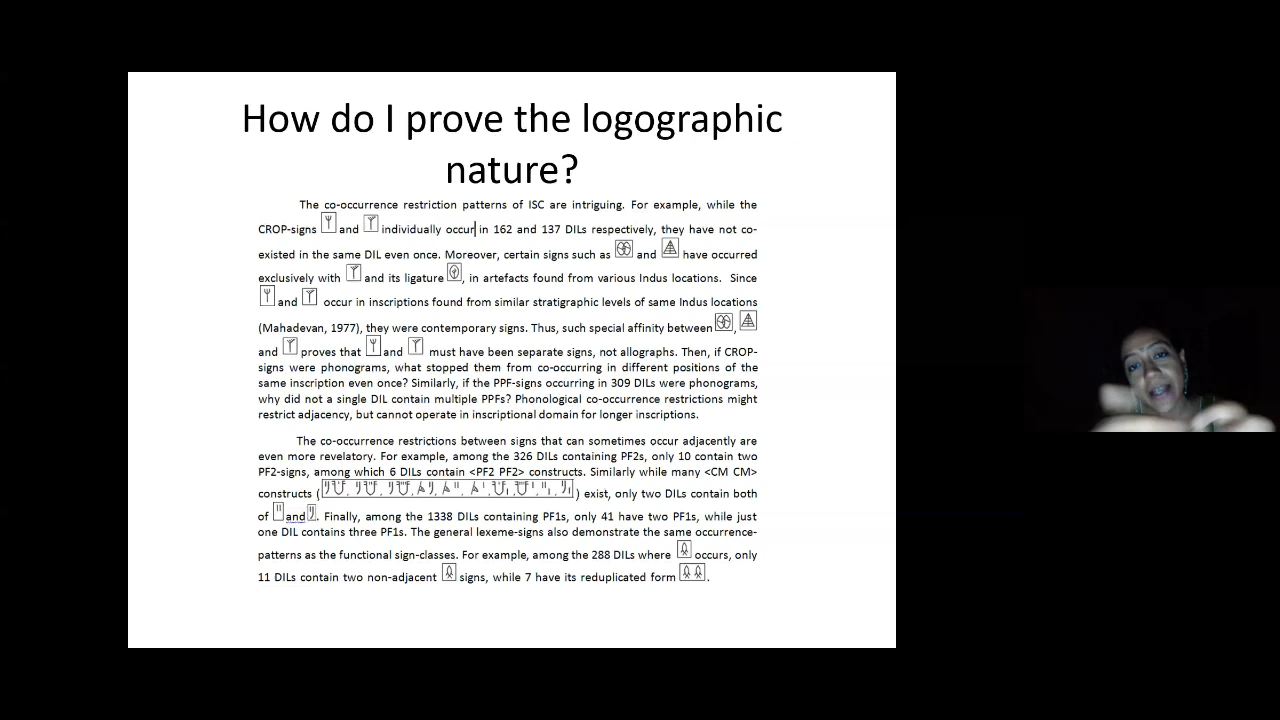 How do I prove the logographic
nature?
The co-occurrence restriction patterns of ISC are intriguing. For example, while the
CROP-signs and individually occur in 162 and 137 DILs respectively, they have not co-
existed in the same DIL even once. Moreover, certain signs such as and have occurred
exclusively with and its ligature , in artefacts found from various Indus locations. Since
and occur in inscriptions found from similar stratigraphic levels of same Indus locations
(Mahadevan, 1977), they were contemporary signs. Thus, such special affinity between ,
and proves that and must have been separate signs, not allographs. Then, if CROP-
signs were phonograms, what stopped them from co-occurring in different positions of the
same inscription even once? Similarly, if the PPF-signs occurring in 309 DILs were phonograms,
why did not a single DIL contain multiple PPFs? Phonological co-occurrence restrictions might
restrict adjacency, but cannot operate in inscriptional domain for longer inscriptions.
The co-occurrence restrictions between signs that can sometimes occur adjacently are
even more revelatory. For example, among the 326 DILs containing PF2s, only 10 contain two
PF2-signs, among which 6 DILs contain <PF2 PF2> constructs. Similarly while many <CM CM>
constructs ( ) exist, only two DILs contain both
of and . Finally, among the 1338 DILs containing PF1s, only 41 have two PF1s, while just
one DIL contains three PF1s. The general lexeme-signs also demonstrate the same occurrence-
patterns as the functional sign-classes. For example, among the 288 DILs where occurs, only
11 DILs contain two non-adjacent signs, while 7 have its reduplicated form .